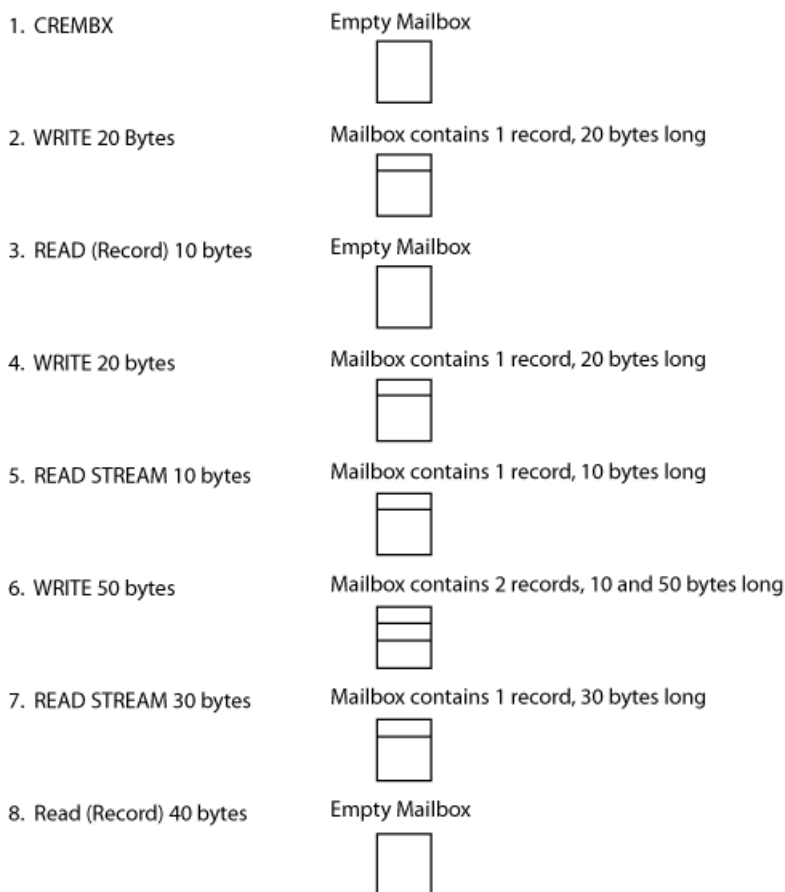 1. CREMBX
Empty Mailbox
2. WRITE 20 Bytes
Mailbox contains 1 record, 20 bytes long
3. READ (Record) 10 bytes
Empty Mailbox
4. WRITE 20 bytes
Mailbox contains 1 record, 20 bytes long
5. READ STREAM 10 bytes
Mailbox contains 1 record, 10 bytes long
6. WRITE 50 bytes
Mailbox contains 2 records, 10 and 50 bytes long
7. READ STREAM 30 bytes
Mailbox contains 1 record, 30 bytes long
8. Read (Record) 40 bytes
Empty Mailbox